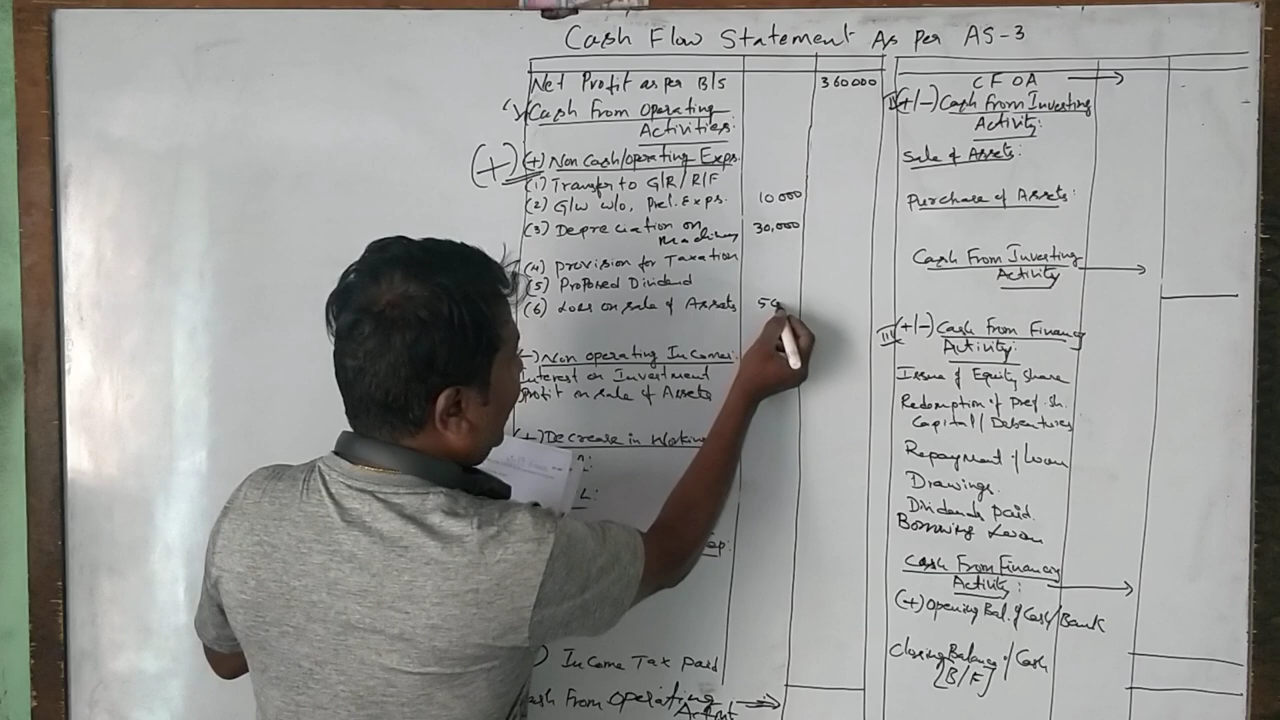 Cash Flow Statement As Per AS-3
Net Profit as per B/S 360000
Cash From Operating
Activities:
(+) (+) Non Cash/operating Exps.
(1) Transfer to G/R / R/F
(2) G/w w/o, Prel. Exps. 10000
(3) Depreciation on
Machinery 30,000
(4) Provision for Taxation
(5) Proposed Dividend
(6) Loss on sale of Assets 50
(-) Non operating Incomes:
Interest on Investment
Profit on sale of Assets
(+) Decrease in Working
L:
) Income Tax paid
Cash From Operating
CFOA
II (+/-) Cash From Investing
Activity:
Sale of Assets:
Purchase of Assets:
Cash From Investing
Activity
III (+/-) Cash From Financg
Activity:
Issue of Equity Share
Redemption of Pref. Sh.
Capital / Debentures
Repayment of Loan
Drawings.
Dividends paid.
Borrowing Loan
Cash From Financing
Activity:
(+) Opening Bal. of Cash/Bank
Closing Balance of Cash
[B/F]